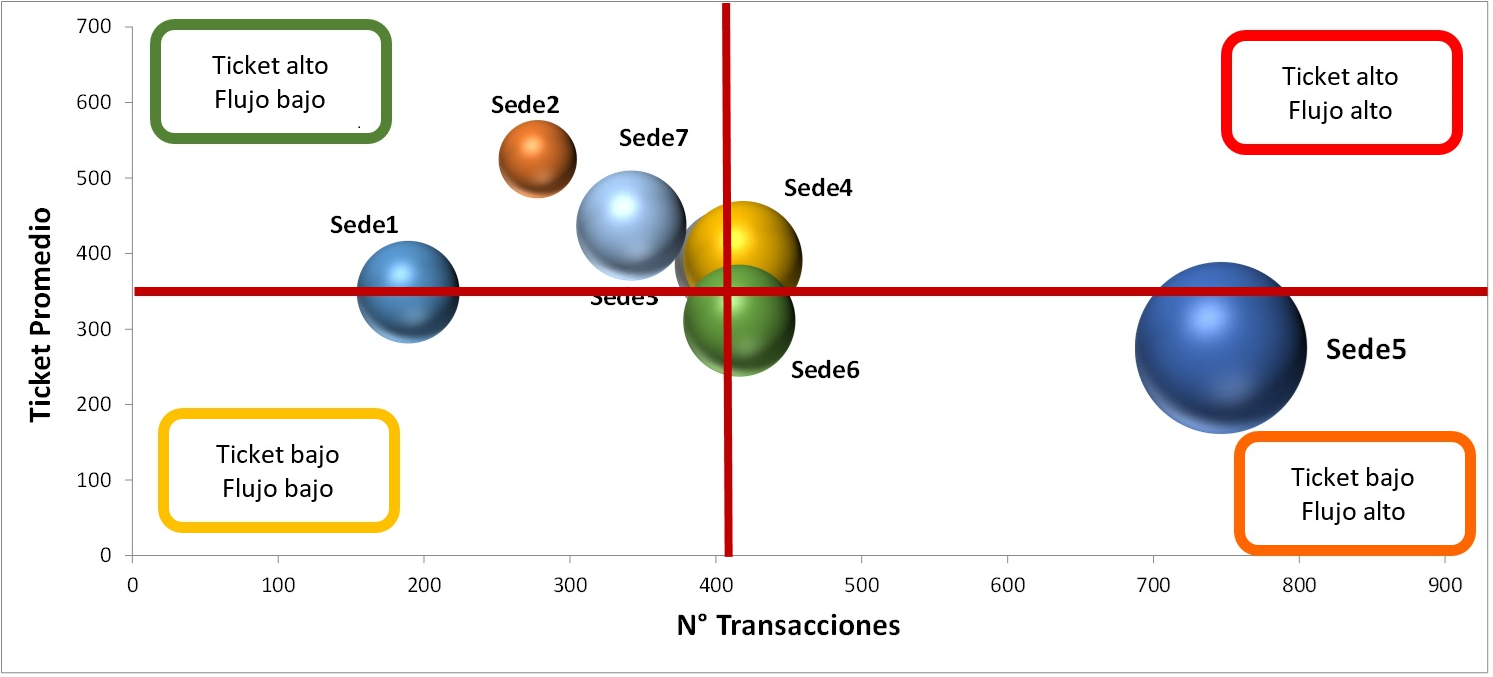 700
Ticket alto
Flujo bajo
.
Ticket alto
Flujo alto
600
Sede2
Sede7
500
Sede4
Sede1
400
Ticket Promedio
300
Sede3
Sede5
Sede6
200
Ticket bajo
Flujo bajo
Ticket bajo
Flujo alto
100
0
0 100 200 300 400 500 600 700 800 900
N° Transacciones